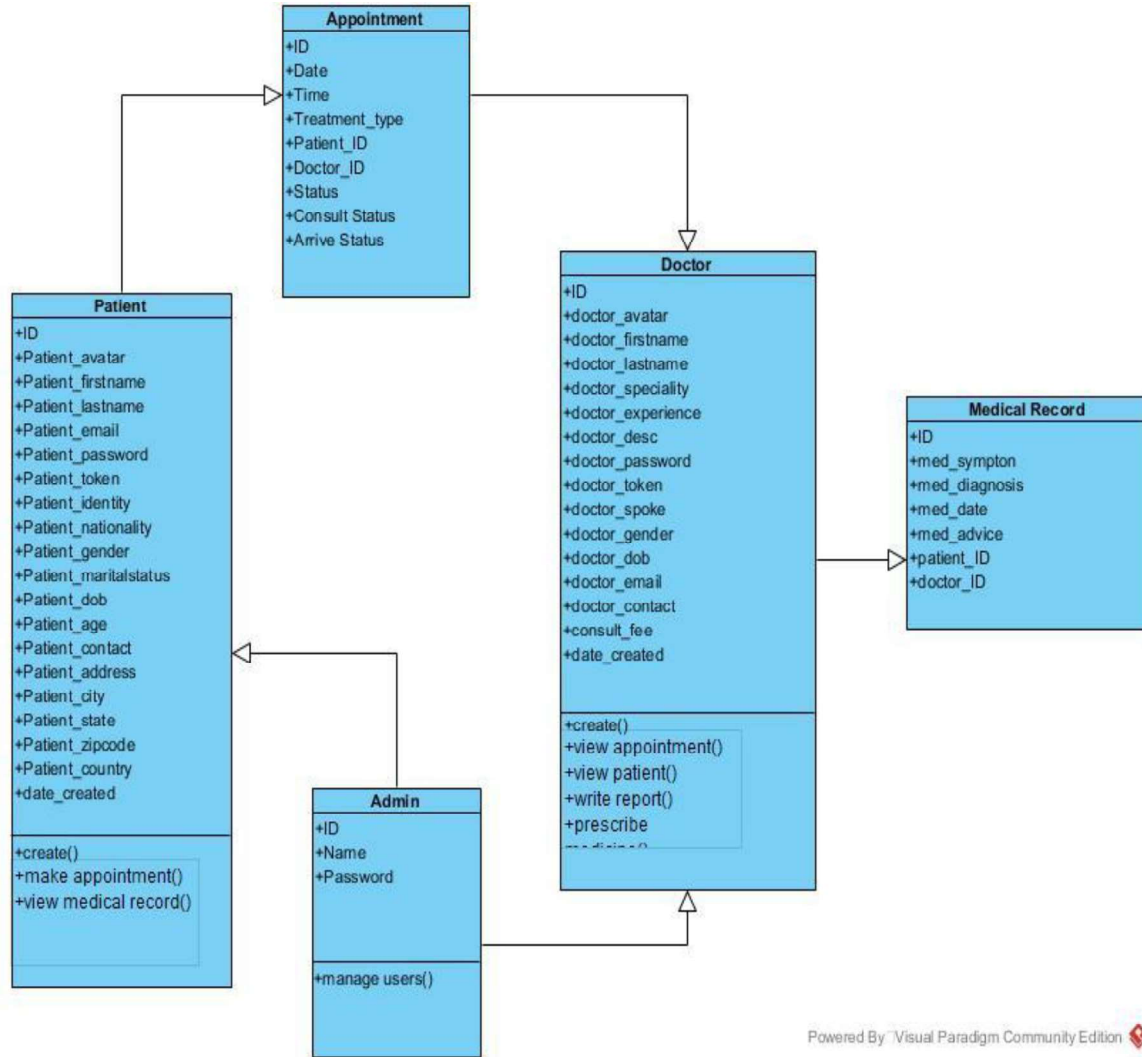 Appointment
+ID
+Date
+Time
+Treatment_type
+Patient_ID
+Doctor_ID
+Status
+Consult Status
+Arrive Status
Patient
+ID
+Patient_avatar
+Patient_firstname
+Patient_lastname
+Patient_email
+Patient_password
+Patient_token
+Patient_identity
+Patient_nationality
+Patient_gender
+Patient_maritalstatus
+Patient_dob
+Patient_age
+Patient_contact
+Patient_address
+Patient_city
+Patient_state
+Patient_zipcode
+Patient_country
+date_created
+create()
+make appointment()
+view medical record()
Doctor
+ID
+doctor_avatar
+doctor_firstname
+doctor_lastname
+doctor_speciality
+doctor_experience
+doctor_desc
+doctor_password
+doctor_token
+doctor_spoke
+doctor_gender
+doctor_dob
+doctor_email
+doctor_contact
+consult_fee
+date_created
+create()
+view appointment()
+view patient()
+write report()
+prescribe
medicine()
Medical Record
+ID
+med_sympton
+med_diagnosis
+med_date
+med_advice
+patient_ID
+doctor_ID
Admin
+ID
+Name
+Password
+manage users()
Powered By Visual Paradigm Community Edition